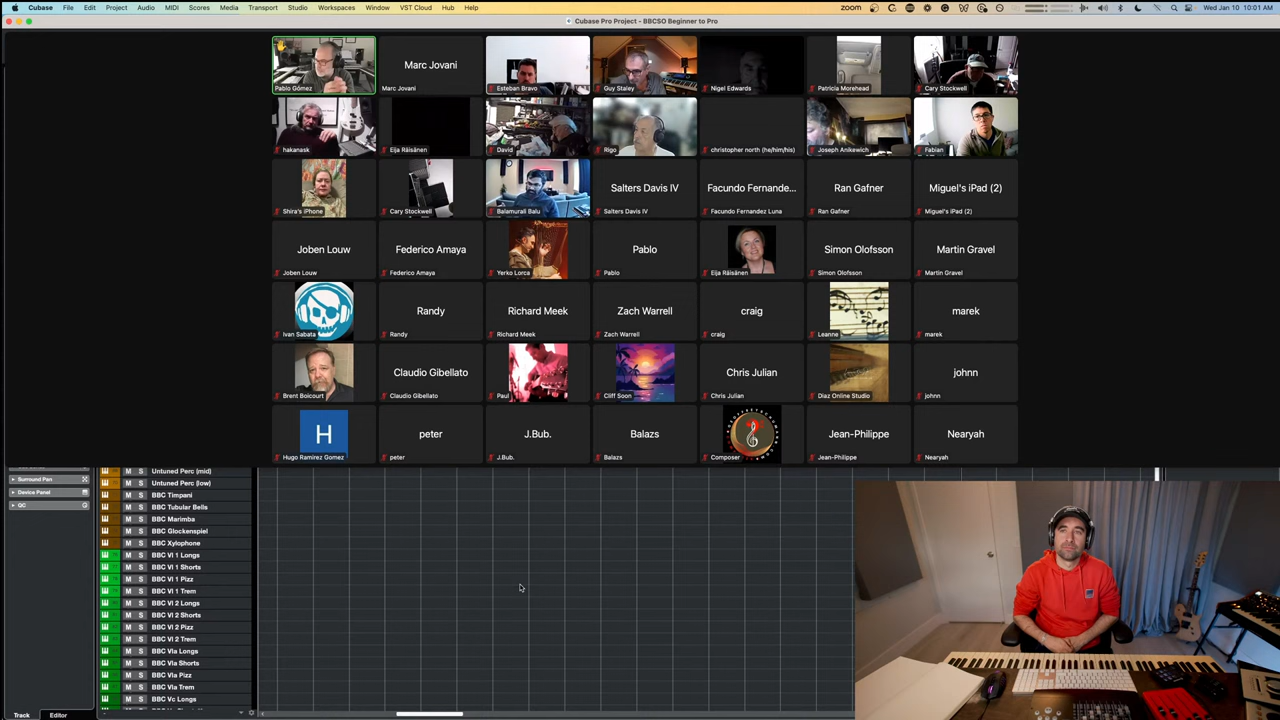 Cubase File Edit Project Audio MIDI Scores Media Transport Studio Workspaces Window VST Cloud Hub Help zoom Wed Jan 10 10:01 AM
Cubase Pro Project - BBCSO Beginner to Pro
Pablo Gómez
Marc Jovani
Marc Jovani
Esteban Bravo
Guy Staley
Nigel Edwards
Patricia Morehead
Cary Stockwell
hakanask
Eija Räisänen
David
Rigo
christopher north (he/him/his)
Joseph Anikewich
Fabian
Shira's iPhone
Cary Stockwell
Balamurali Balu
Salters Davis IV
Salters Davis IV
Facundo Fernande...
Facundo Fernandez Luna
Ran Gafner
Ran Gafner
Miguel's iPad (2)
Miguel's iPad (2)
Joben Louw
Joben Louw
Federico Amaya
Federico Amaya
Yerko Lorca
Pablo
Pablo
Eija Räisänen
Simon Olofsson
Simon Olofsson
Martin Gravel
Martin Gravel
Ivan Sabata
Randy
Randy
Richard Meek
Richard Meek
Zach Warrell
Zach Warrell
craig
craig
Leanne
marek
marek
Brent Boicourt
Claudio Gibellato
Claudio Gibellato
Paul
Cliff Soon
Chris Julian
Chris Julian
Diaz Online Studio
johnn
johnn
H
Hugo Ramirez Gomez
peter
peter
J.Bub.
J.Bub.
Balazs
Balazs
Composer
Jean-Philippe
Jean-Philippe
Nearyah
Nearyah
Surround Pan
Device Panel
QC
M S Untuned Perc (mid)
M S Untuned Perc (low)
M S BBC Timpani
M S BBC Tubular Bells
M S BBC Marimba
M S BBC Glockenspiel
M S BBC Xylophone
M S BBC Vl 1 Longs
M S BBC Vl 1 Shorts
M S BBC Vl 1 Pizz
M S BBC Vl 1 Trem
M S BBC Vl 2 Longs
M S BBC Vl 2 Shorts
M S BBC Vl 2 Pizz
M S BBC Vl 2 Trem
M S BBC Vla Longs
M S BBC Vla Shorts
M S BBC Vla Pizz
M S BBC Vla Trem
M S BBC Vc Longs
Track Editor